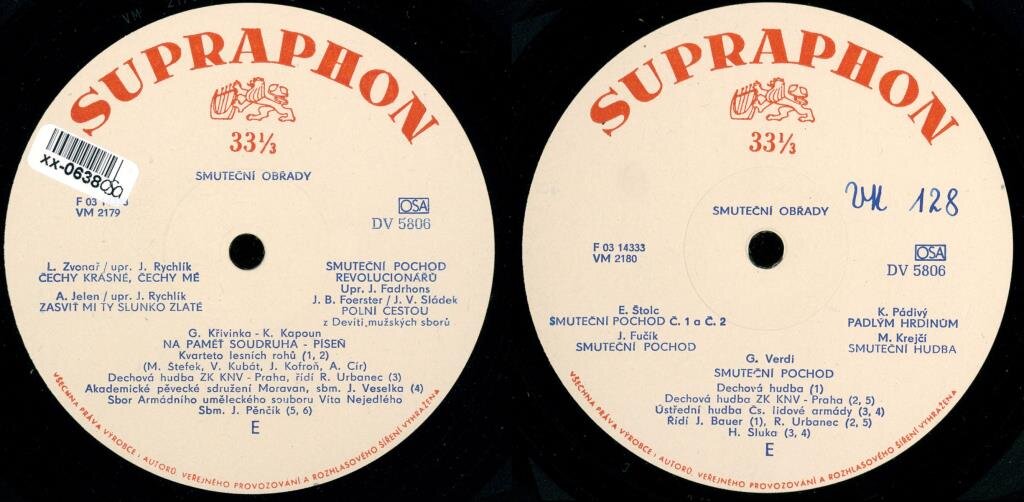 SUPRAPHON
33⅓
xx-0638 OSA
SMUTEČNÍ OBŘADY
F 03
VM 2179
OSA
DV 5806
L. Zvonař / upr. J. Rychlík
ČECHY KRÁSNÉ, ČECHY MÉ
A. Jelen / upr. J. Rychlík
ZASVIŤ MI TY SLUNKO ZLATÉ
SMUTEČNÍ POCHOD
REVOLUCIONÁŘŮ
Upr. J. Fadrhons
J. B. Foerster / J. V. Sládek
POLNÍ CESTOU
z Devíti mužských sborů
G. Křivinka - K. Kapoun
NA PAMĚŤ SOUDRUHA - PÍSEŇ
Kvarteto lesních rohů (1, 2)
(M. Štefek, V. Kubát, J. Kofroň, A. Cír)
Dechová hudba ZK KNV - Praha, řídí R. Urbanec (3)
Akademické pěvecké sdružení Moravan, sbm. J. Veselka (4)
Sbor Armádního uměleckého souboru Víta Nejedlého
Sbm. J. Pěnčík (5, 6)
E
VŠECHNA PRÁVA VÝROBCE, AUTORŮ, VEŘEJNÉHO PROVOZOVÁNÍ A ROZHLASOVÉHO ŠÍŘENÍ VYHRAŽENA
SUPRAPHON
33⅓
SMUTEČNÍ OBŘADY
VK 128
F 03 14333
VM 2180
OSA
DV 5806
E. Štolc
SMUTEČNÍ POCHOD Č. 1 a Č. 2
J. Fučík
SMUTEČNÍ POCHOD
K. Pádivý
PADLÝM HRDINŮM
M. Krejčí
SMUTEČNÍ HUDBA
G. Verdi
SMUTEČNÍ POCHOD
Dechová hudba (1)
Dechová hudba ZK KNV - Praha (2, 5)
Ústřední hudba Čs. lidové armády (3, 4)
Řídí J. Bauer (1), R. Urbanec (2, 5)
H. Sluka (3, 4)
E
VŠECHNA PRÁVA VÝROBCE, AUTORŮ, VEŘEJNÉHO PROVOZOVÁNÍ A ROZHLASOVÉHO ŠÍŘENÍ VYHRAŽENA